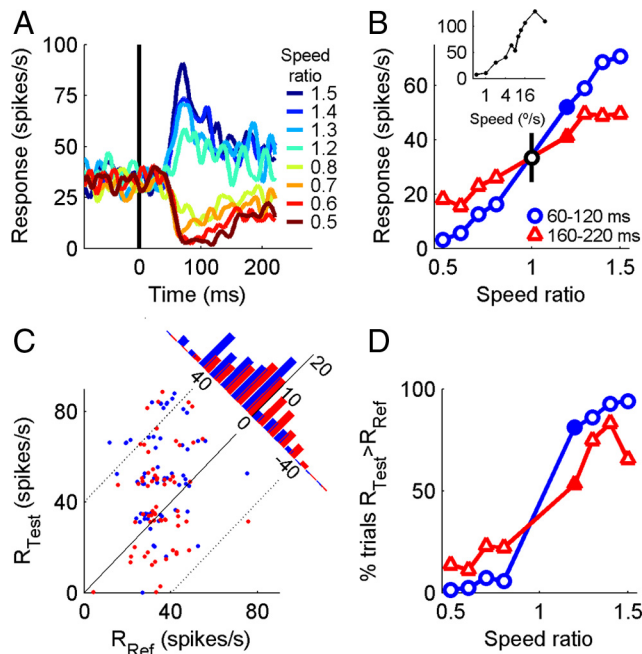 A
Response (spikes/s)
100
75
50
25
0
0
100
200
Time (ms)
Speed
ratio
1.5
1.4
1.3
1.2
0.8
0.7
0.6
0.5
B
Response (spikes/s)
60
40
20
0
0.5
1
1.5
Speed ratio
100
50
0
1
4
16
Speed (º/s)
60-120 ms
160-220 ms
C
R_Test (spikes/s)
80
40
0
0
40
80
R_Ref (spikes/s)
40
0
-40
10
20
D
% trials R_Test>R_Ref
100
50
0
0.5
1
1.5
Speed ratio